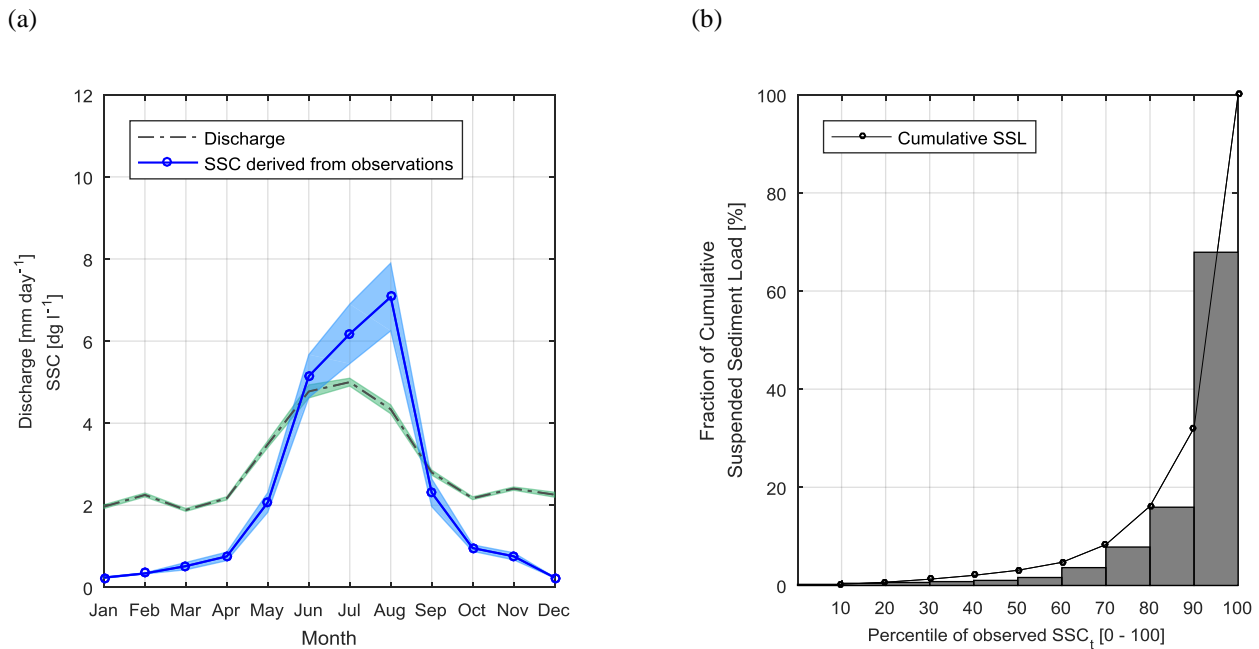 (a)
(b)
12
10
8
6
4
2
0
Discharge [mm day⁻¹]
SSC [dg l⁻¹]
Discharge
SSC derived from observations
Jan Feb Mar Apr May Jun Jul Aug Sep Oct Nov Dec
Month
100
80
60
40
20
0
Fraction of Cumulative
Suspended Sediment Load [%]
Cumulative SSL
10 20 30 40 50 60 70 80 90 100
Percentile of observed SSCₜ [0 - 100]